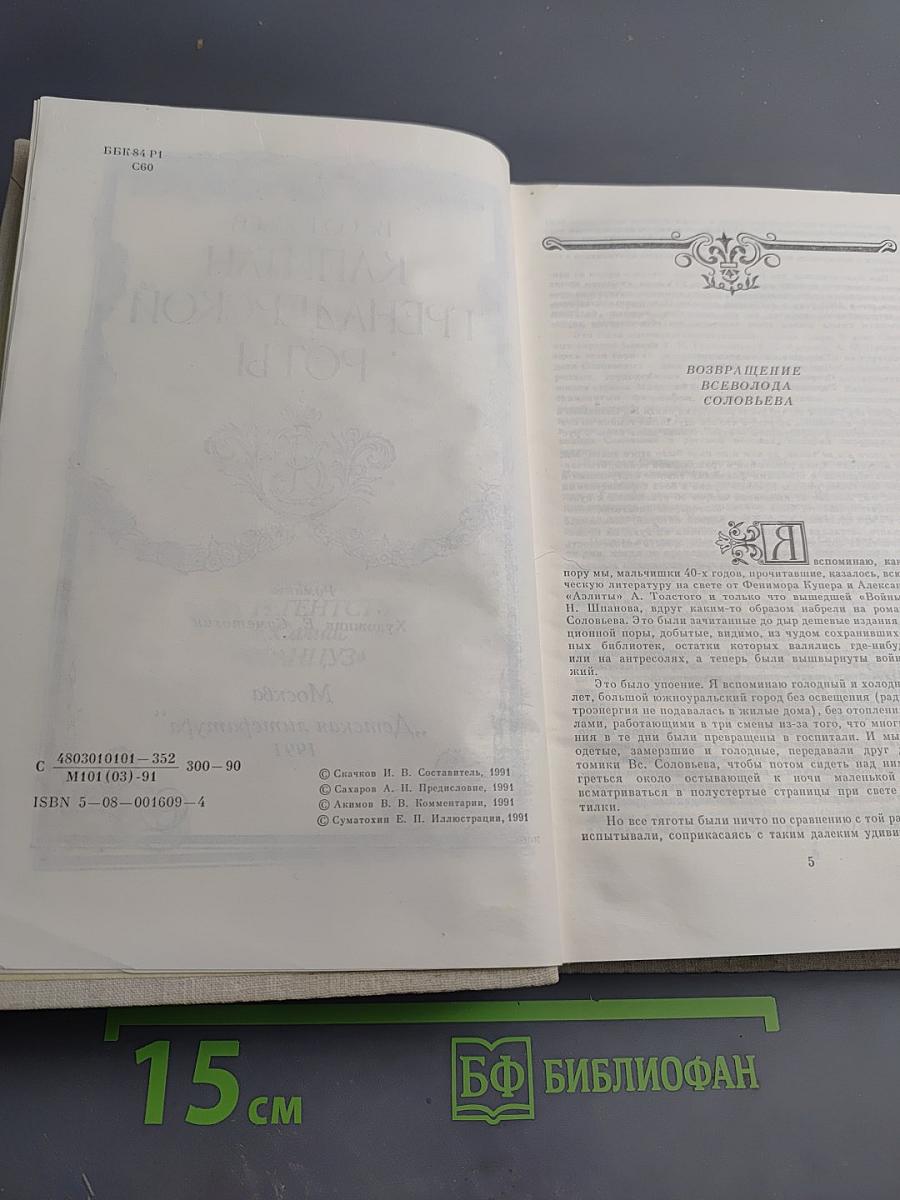 ББК 84 Р1
С60
С 4803010101—352 300—90
М101(03)-91
ISBN 5—08—001609—4
© Скачков И. В. Составитель, 1991
© Сахаров А. Н. Предисловие, 1991
© Акимов В. В. Комментарии, 1991
© Суматохин Е. П. Иллюстрации, 1991
ВОЗВРАЩЕНИЕ
ВСЕВОЛОДА
СОЛОВЬЕВА
Я вспоминаю, как
пору мы, мальчишки 40-х годов, прочитавшие, казалось, вс
ческую литературу на свете от Фенимора Купера и Алекса
«Аэлиты» А. Толстого и только что вышедшей «Войны
Н. Шпанова, вдруг каким-то образом набрели на рома
Соловьева. Это были зачитанные до дыр дешевые издания
ционной поры, добытые, видимо, из чудом сохранивших
ных библиотек, остатки которых валялись где-нибуд
или на антресолях, а теперь были вышвырнуты войн
жий.
Это было упоение. Я вспоминаю голодный и холодн
лет, большой южноуральский город без освещения (рад
троэнергия не подавалась в жилые дома), без отоплени
лами, работающими в три смены из-за того, что мног
ния в те дни были превращены в госпитали. И мы
одетые, замерзшие и голодные, передавали друг
томики Вс. Соловьева, чтобы потом сидеть над ним
греться около остывающей к ночи маленькой
всматриваться в полустертые страницы при свете
тилки.
Но все тяготы были ничто по сравнению с той ра
испытывали, соприкасаясь с таким далеким удиви
5
15 см
БФ БИБЛИОФАН